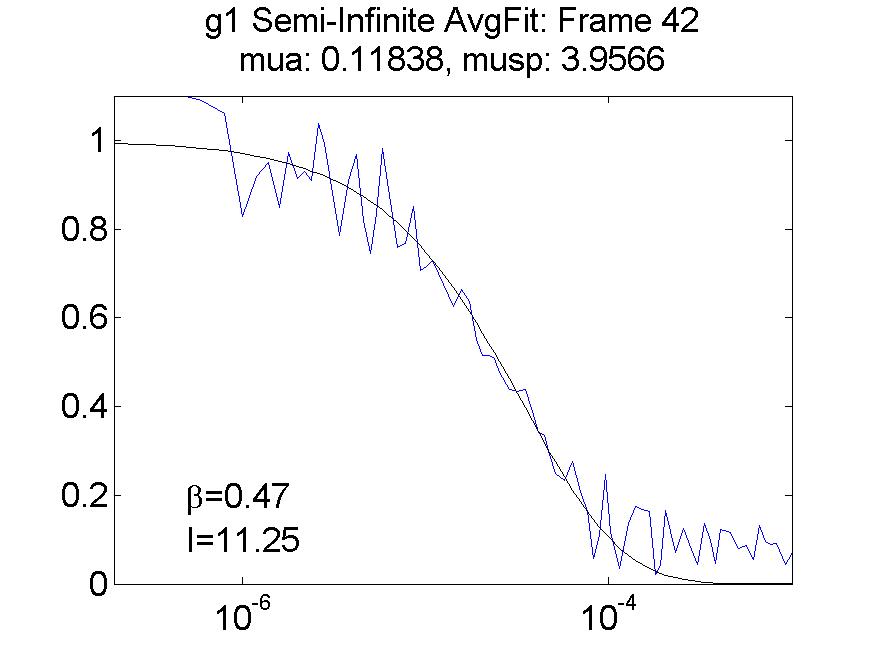 g1 Semi-Infinite AvgFit: Frame 42
mua: 0.11838, musp: 3.9566
1
0.8
0.6
0.4
0.2
0
β=0.47
I=11.25
10^-6
10^-4